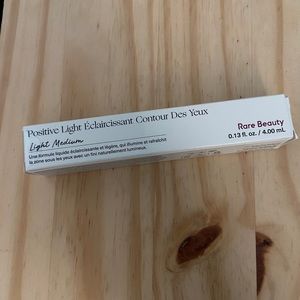 Positive Light Éclaircissant Contour Des Yeux
Light Medium
Une formule liquide éclaircissante et légère, qui illumine et rafraîchit
la zone sous les yeux avec un fini naturellement lumineux.
Rare Beauty
0.13 fl. oz. / 4.00 mL